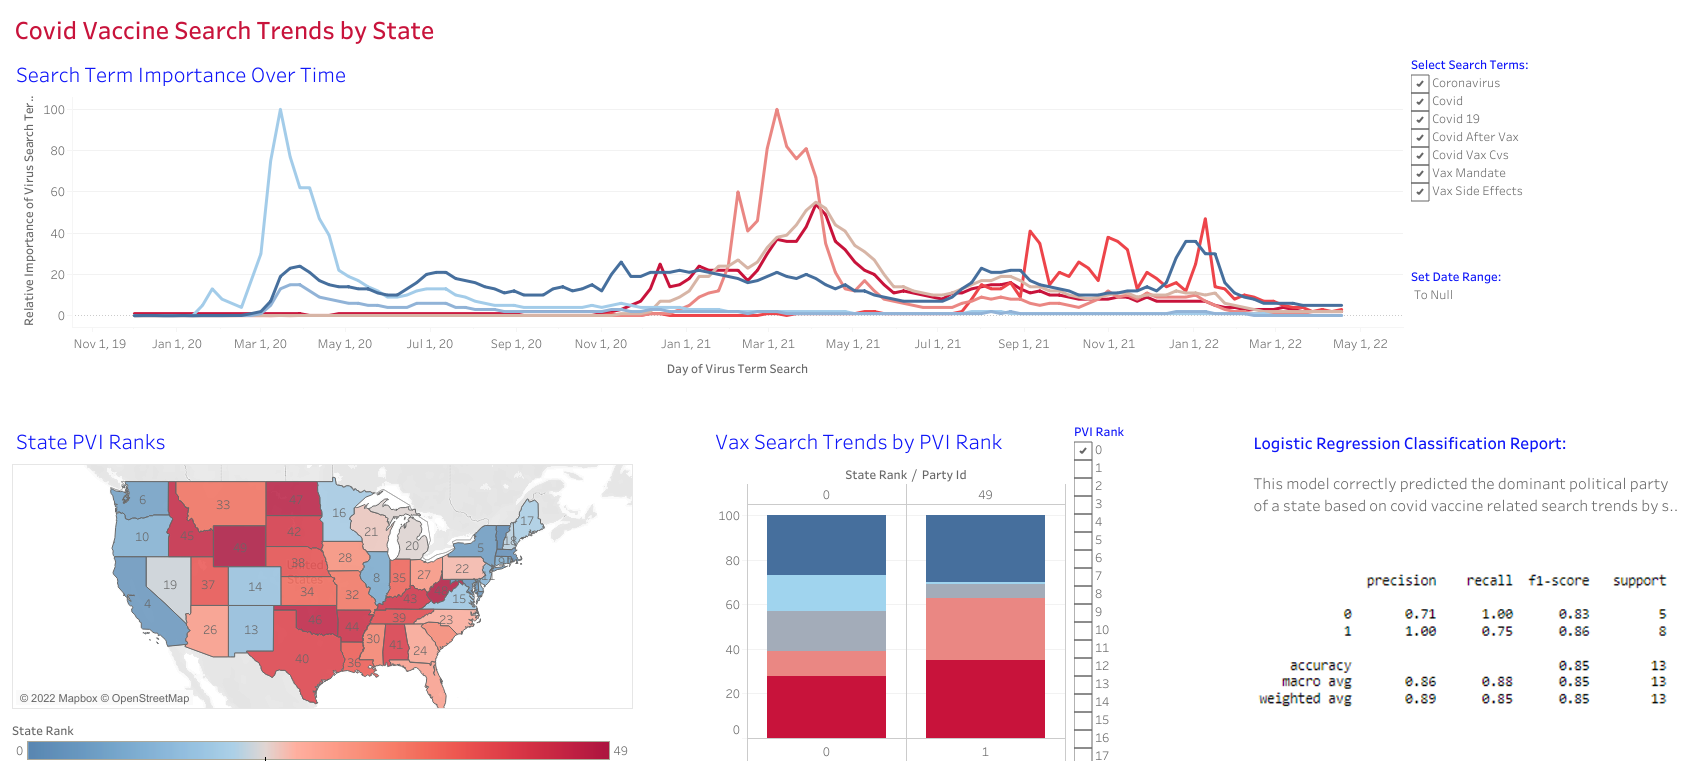 Covid Vaccine Search Trends by State
Search Term Importance Over Time
Relative Importance of Virus Search Ter..
100
80
60
40
20
0
Nov 1, 19 Jan 1, 20 Mar 1, 20 May 1, 20 Jul 1, 20 Sep 1, 20 Nov 1, 20 Jan 1, 21 Mar 1, 21 May 1, 21 Jul 1, 21 Sep 1, 21 Nov 1, 21 Jan 1, 22 Mar 1, 22 May 1, 22
Day of Virus Term Search
Select Search Terms:
Coronavirus
Covid
Covid 19
Covid After Vax
Covid Vax Cvs
Vax Mandate
Vax Side Effects
Set Date Range:
To Null
State PVI Ranks
6 33 16 17
10 45 42 21 20 5 18
19 37 14 38 28 8 35 27 22
United
States
4 34 32 43 15
26 13 44 39 23
40 36 30 41 24
© 2022 Mapbox © OpenStreetMap
State Rank
0 49
Vax Search Trends by PVI Rank
State Rank / Party Id
0 49
100
80
60
40
20
0
0 1
PVI Rank
0
1
2
3
4
5
6
7
8
9
10
11
12
13
14
15
16
17
Logistic Regression Classification Report:
This model correctly predicted the dominant political party
of a state based on covid vaccine related search trends by s..
precision recall f1-score support
0 0.71 1.00 0.83 5
1 1.00 0.75 0.86 8
accuracy 0.85 13
macro avg 0.86 0.88 0.85 13
weighted avg 0.89 0.85 0.85 13